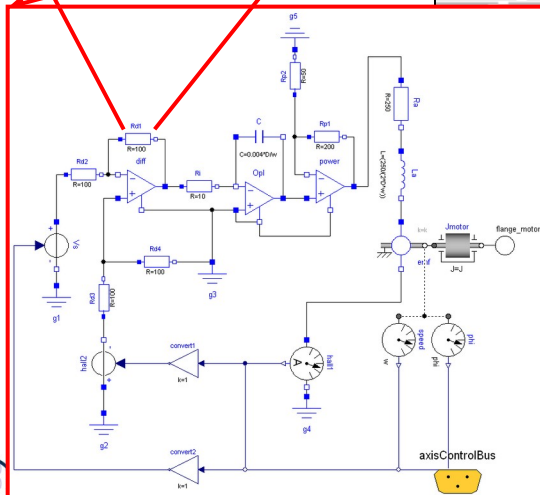 g5
Rp2
R=50
Rd1
R=100
C
C=0.004*D/w
Rp1
R=200
Ra
R=250
Rd2
R=100
diff
Ri
R=10
OpI
power
La
L=(250/(2*D*w))
Vs
Rd4
R=100
g3
k=k
emf
Jmotor
J=J
flange_motor
g1
Rd3
R=100
hall2
convert1
k=1
hall1
speed
w
phi
phi
g2
g4
convert2
k=1
axisControlBus